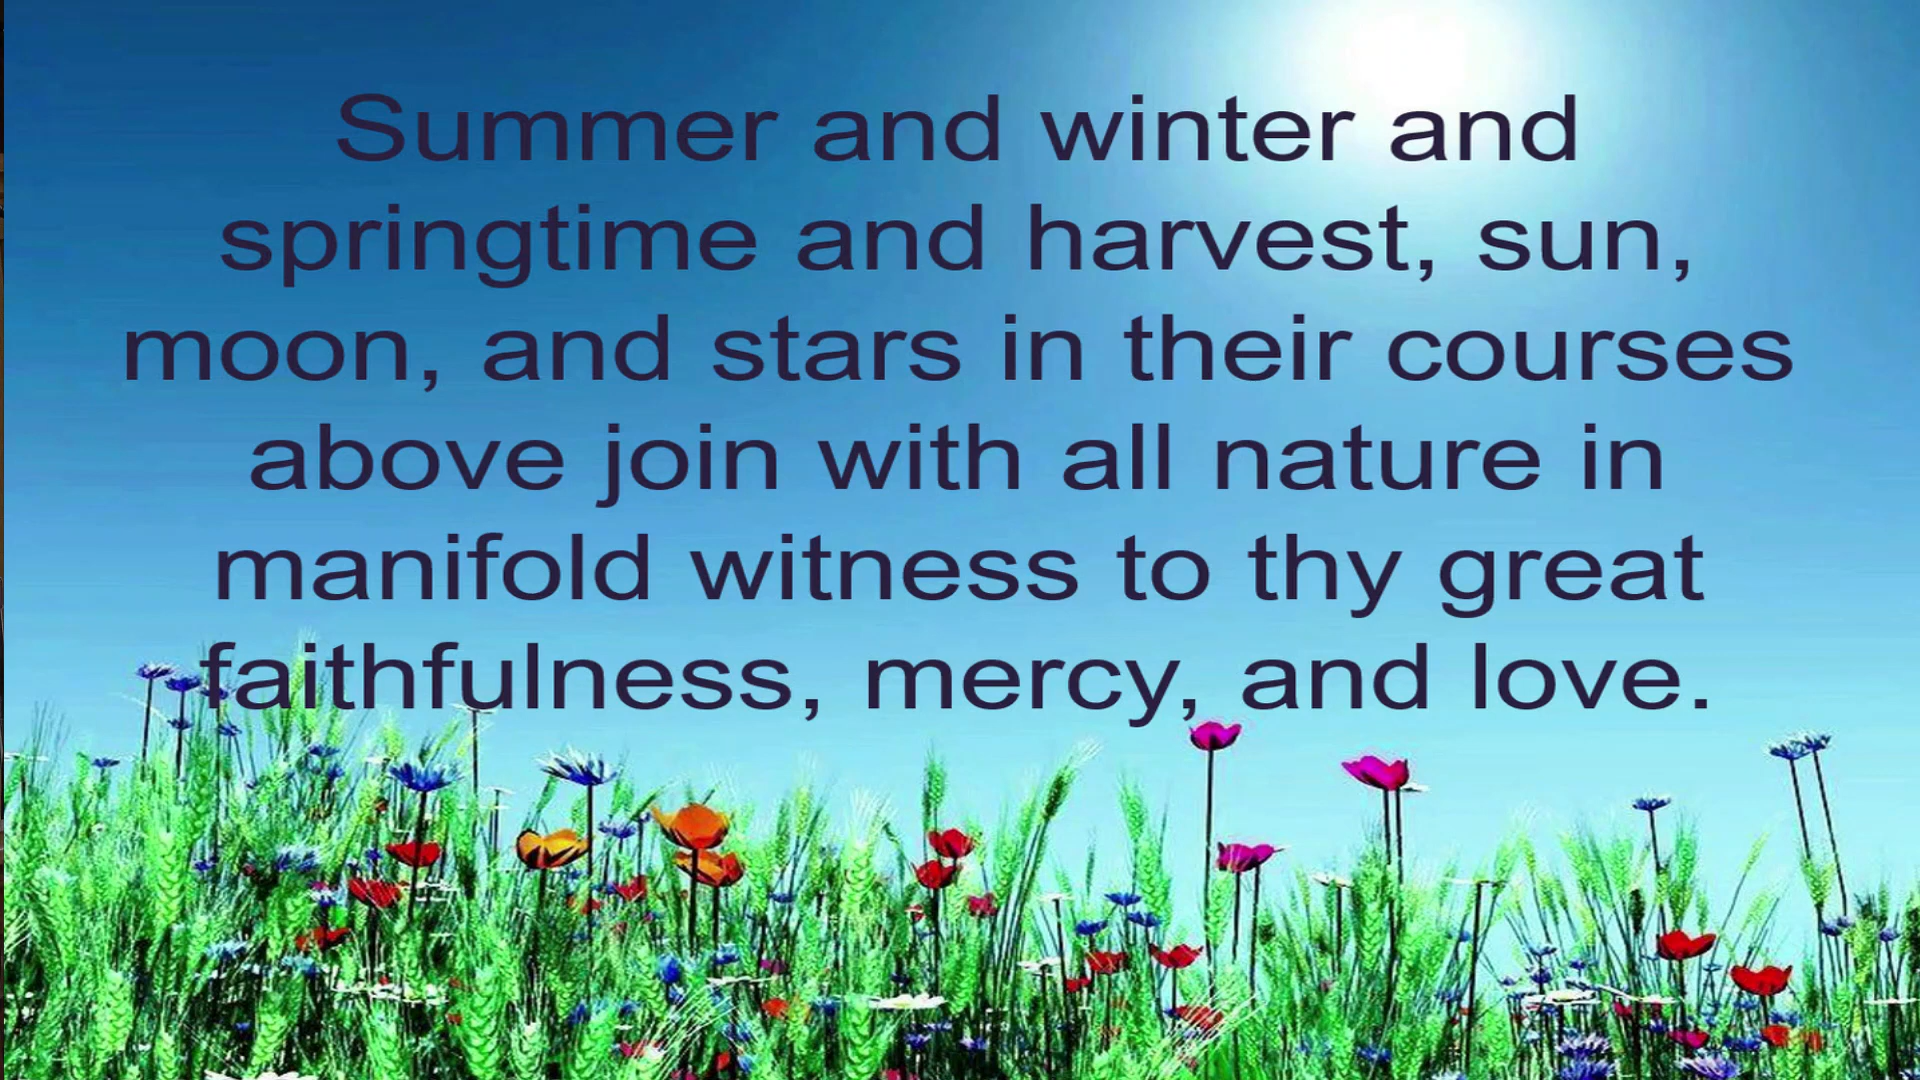 Summer and winter and
springtime and harvest, sun,
moon, and stars in their courses
above join with all nature in
manifold witness to thy great
faithfulness, mercy, and love.